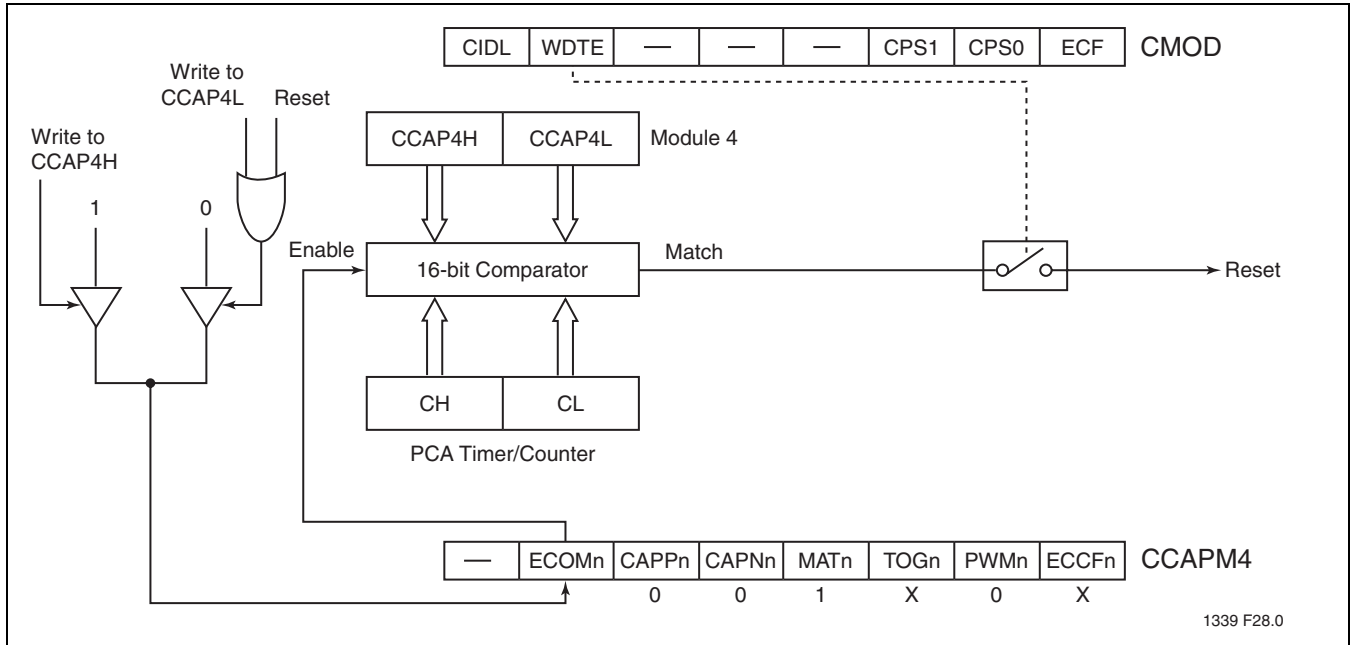 CIDL WDTE — — — CPS1 CPS0 ECF CMOD
Write to
CCAP4L
Reset
Write to
CCAP4H
CCAP4H CCAP4L Module 4
1 0
Enable
16-bit Comparator
Match
Reset
CH CL
PCA Timer/Counter
— ECOMn CAPPn CAPNn MATn TOGn PWMn ECCFn CCAPM4
0 0 1 X 0 X
1339 F28.0